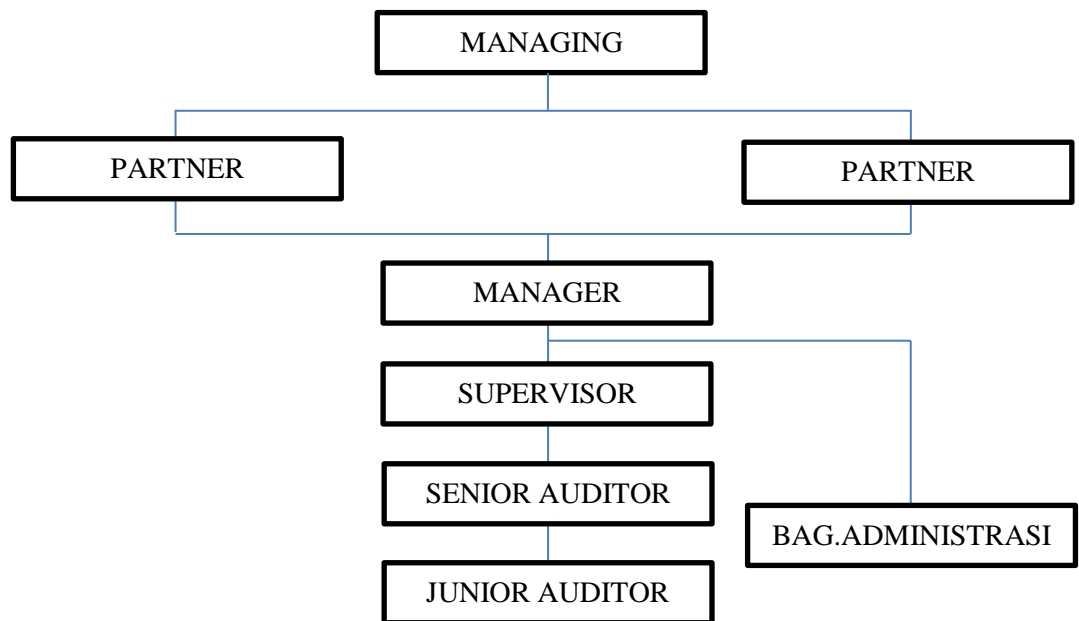 MANAGING
PARTNER
PARTNER
MANAGER
SUPERVISOR
SENIOR AUDITOR
BAG.ADMINISTRASI
JUNIOR AUDITOR